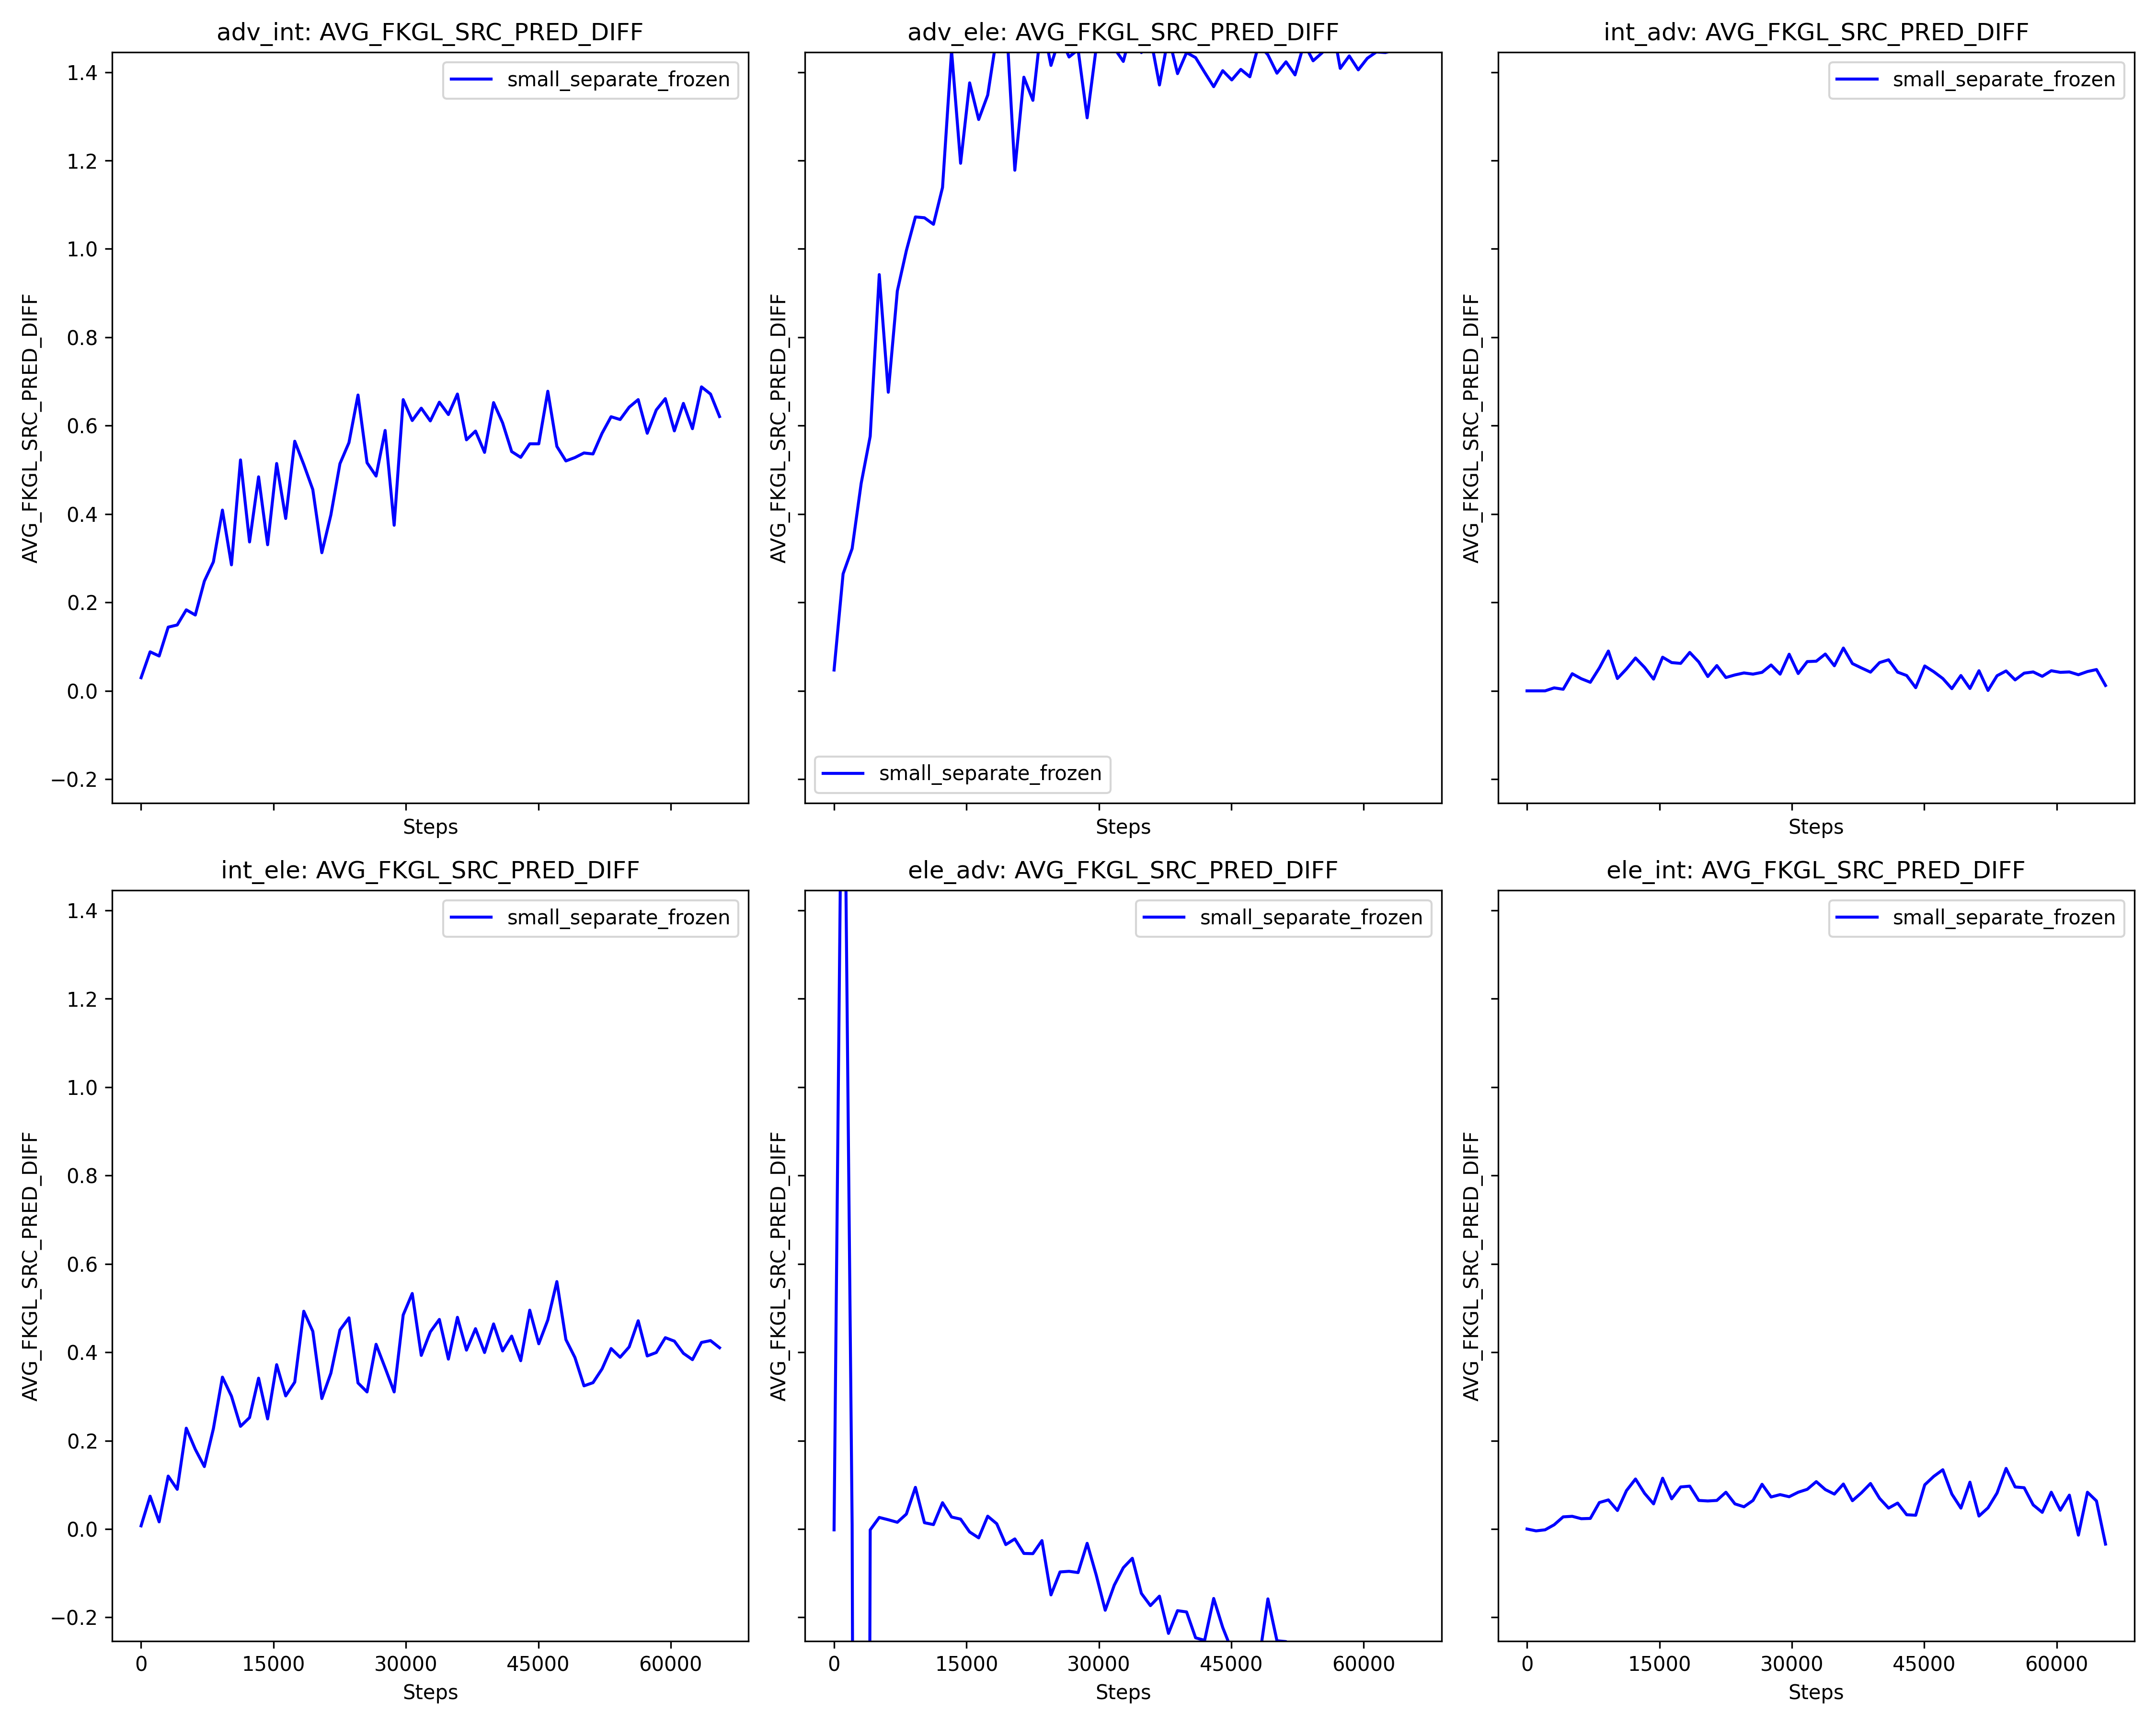 adv_int: AVG_FKGL_SRC_PRED_DIFF
adv_ele: AVG_FKGL_SRC_PRED_DIFF
int_adv: AVG_FKGL_SRC_PRED_DIFF
small_separate_frozen
small_separate_frozen
small_separate_frozen
1.4
1.2
1.0
0.8
0.6
0.4
0.2
0.0
−0.2
AVG_FKGL_SRC_PRED_DIFF
AVG_FKGL_SRC_PRED_DIFF
AVG_FKGL_SRC_PRED_DIFF
Steps
Steps
Steps
int_ele: AVG_FKGL_SRC_PRED_DIFF
ele_adv: AVG_FKGL_SRC_PRED_DIFF
ele_int: AVG_FKGL_SRC_PRED_DIFF
small_separate_frozen
small_separate_frozen
small_separate_frozen
1.4
1.2
1.0
0.8
0.6
0.4
0.2
0.0
−0.2
AVG_FKGL_SRC_PRED_DIFF
AVG_FKGL_SRC_PRED_DIFF
AVG_FKGL_SRC_PRED_DIFF
0 15000 30000 45000 60000
0 15000 30000 45000 60000
0 15000 30000 45000 60000
Steps
Steps
Steps